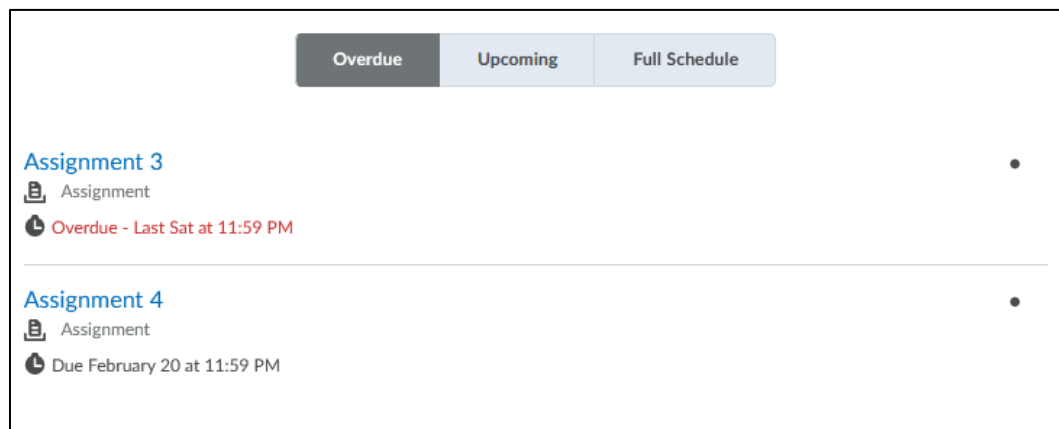 Overdue Upcoming Full Schedule
Assignment 3
Assignment
Overdue - Last Sat at 11:59 PM
Assignment 4
Assignment
Due February 20 at 11:59 PM